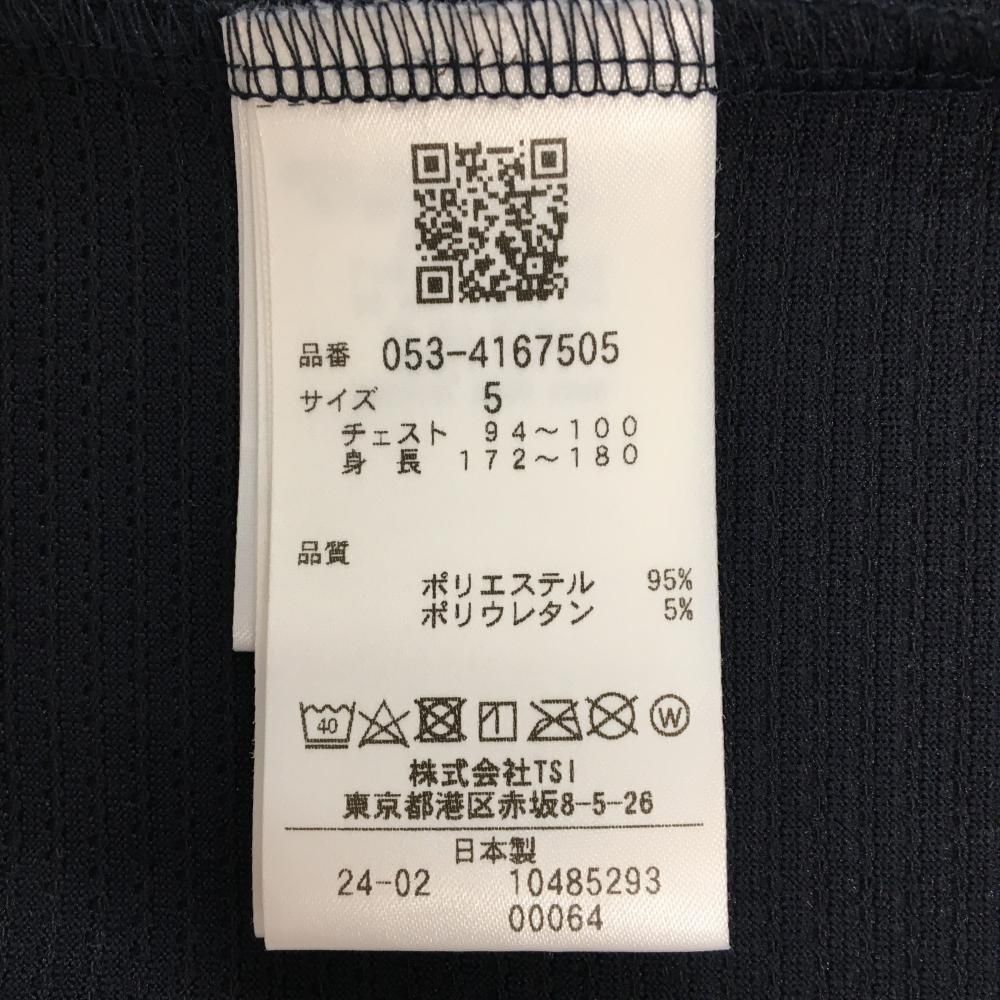 品番 053-4167505
サイズ 5
チェスト 94～100
身長 172～180
品質
ポリエステル 95%
ポリウレタン 5%
40 W
株式会社TSI
東京都港区赤坂8-5-26
日本製
24-02 10485293
00064